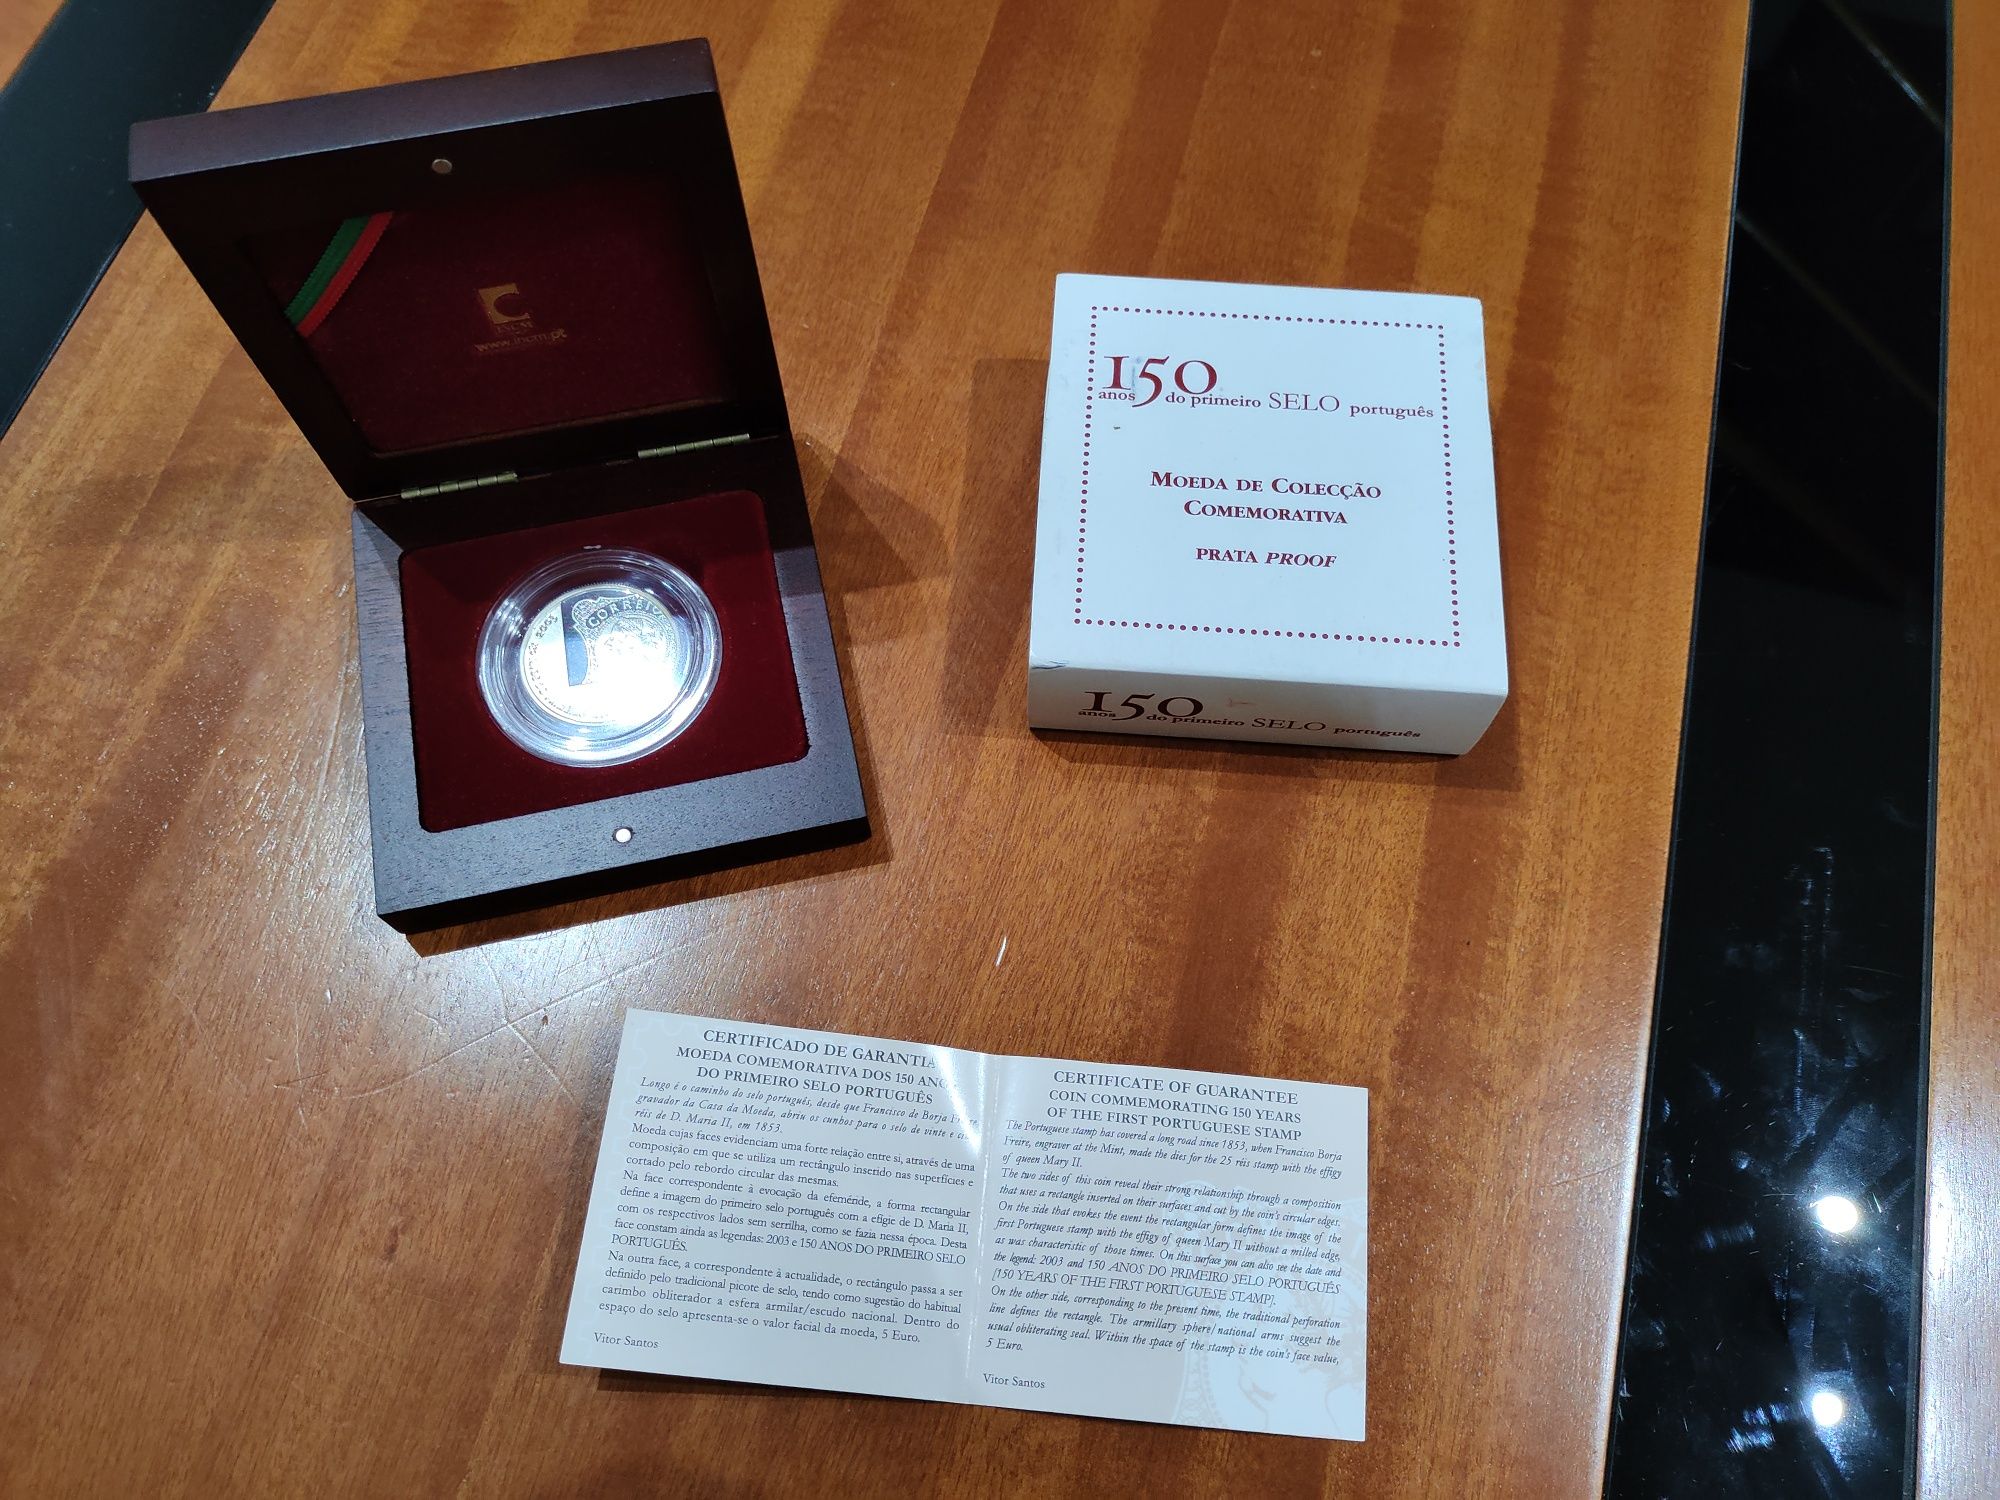 INCM
www.incm.pt
2003
CORREIO
150
anos do primeiro SELO português
MOEDA DE COLECÇÃO
COMEMORATIVA
PRATA PROOF
150
anos do primeiro SELO português
CERTIFICADO DE GARANTIA
MOEDA COMEMORATIVA DOS 150 ANOS
DO PRIMEIRO SELO PORTUGUÊS
Longo é o caminho do selo português, desde que Francisco de Borja Freire,
gravador da Casa da Moeda, abriu os cunhos para o selo de vinte e cinco
réis de D. Maria II, em 1853.
Moeda cujas faces evidenciam uma forte relação entre si, através de uma
composição em que se utiliza um rectângulo inserido nas superfícies e
cortado pelo rebordo circular das mesmas.
Na face correspondente à evocação da efeméride, a forma rectangular
define a imagem do primeiro selo português com a efígie de D. Maria II,
com os respectivos lados sem serrilha, como se fazia nessa época. Desta
face constam ainda as legendas: 2003 e 150 ANOS DO PRIMEIRO SELO
PORTUGUÊS.
Na outra face, a correspondente à actualidade, o rectângulo passa a ser
definido pelo tradicional picote de selo, tendo como sugestão do habitual
carimbo obliterador a esfera armilar/escudo nacional. Dentro do
espaço do selo apresenta-se o valor facial da moeda, 5 Euro.
Vitor Santos
CERTIFICATE OF GUARANTEE
COIN COMMEMORATING 150 YEARS
OF THE FIRST PORTUGUESE STAMP
The Portuguese stamp has covered a long road since 1853, when Francisco Borja
Freire, engraver at the Mint, made the dies for the 25 réis stamp with the effigy
of queen Mary II.
The two sides of this coin reveal their strong relationship through a composition
that uses a rectangle inserted on their surfaces and cut by the coin's circular edges.
On the side that evokes the event the rectangular form defines the image of the
first Portuguese stamp with the effigy of queen Mary II without a milled edge,
as was characteristic of those times. On this surface you can also see the date and
the legend: 2003 and 150 ANOS DO PRIMEIRO SELO PORTUGUÊS
[150 YEARS OF THE FIRST PORTUGUESE STAMP].
On the other side, corresponding to the present time, the traditional perforation
line defines the rectangle. The armillary sphere/national arms suggest the
usual obliterating seal. Within the space of the stamp is the coin's face value,
5 Euro.
Vitor Santos